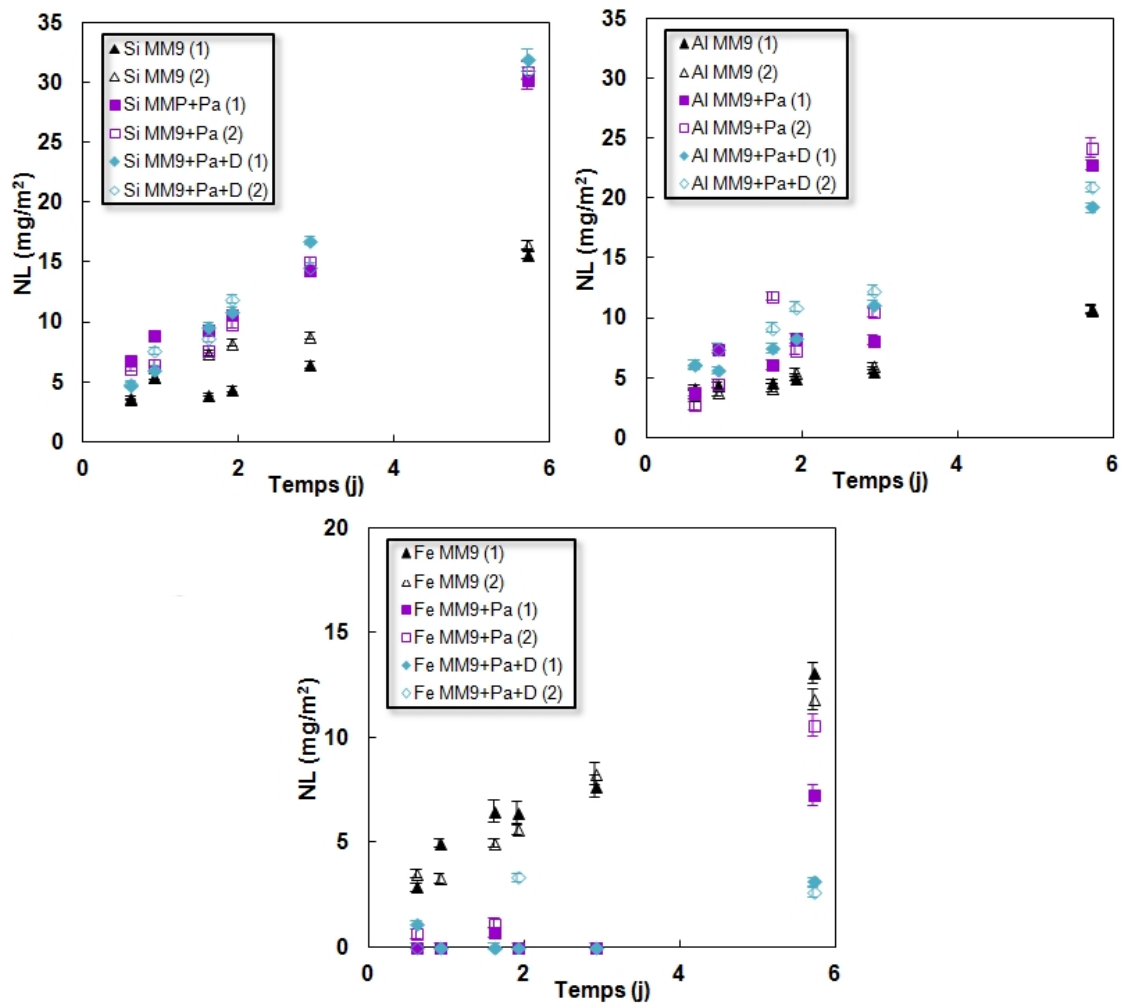 35
30
25
20
15
10
5
0
NL (mg/m²)
Si MM9 (1)
Si MM9 (2)
Si MMP+Pa (1)
Si MM9+Pa (2)
Si MM9+Pa+D (1)
Si MM9+Pa+D (2)
0 2 4 6
Temps (j)
35
30
25
20
15
10
5
0
NL (mg/m²)
Al MM9 (1)
Al MM9 (2)
Al MM9+Pa (1)
Al MM9+Pa (2)
Al MM9+Pa+D (1)
Al MM9+Pa+D (2)
0 2 4 6
Temps (j)
20
15
10
5
0
NL (mg/m²)
Fe MM9 (1)
Fe MM9 (2)
Fe MM9+Pa (1)
Fe MM9+Pa (2)
Fe MM9+Pa+D (1)
Fe MM9+Pa+D (2)
0 2 4 6
Temps (j)